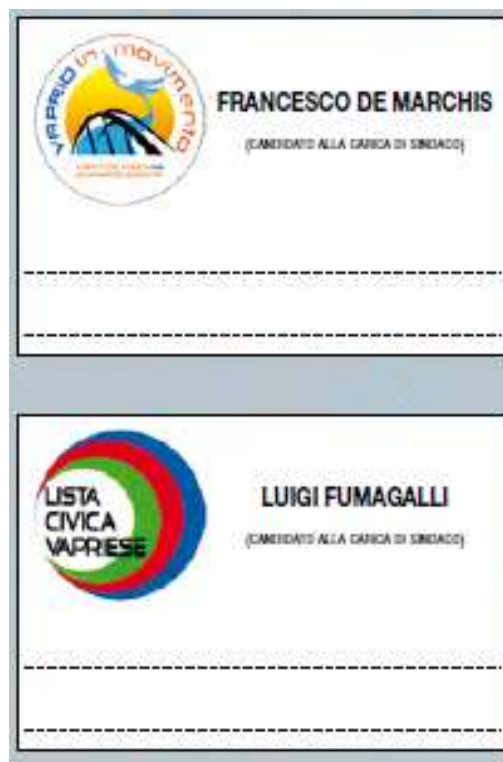 VAPRIO in movimento
FRANCESCO DE MARCHIS
(CANDIDATO ALLA CARICA DI SINDACO)
LISTA
CIVICA
VAPRIESE
LUIGI FUMAGALLI
(CANDIDATO ALLA CARICA DI SINDACO)